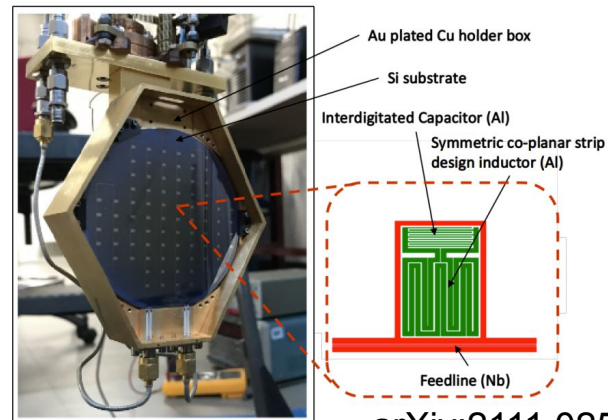 Au plated Cu holder box
Si substrate
Interdigitated Capacitor (Al)
Symmetric co-planar strip
design inductor (Al)
Feedline (Nb)